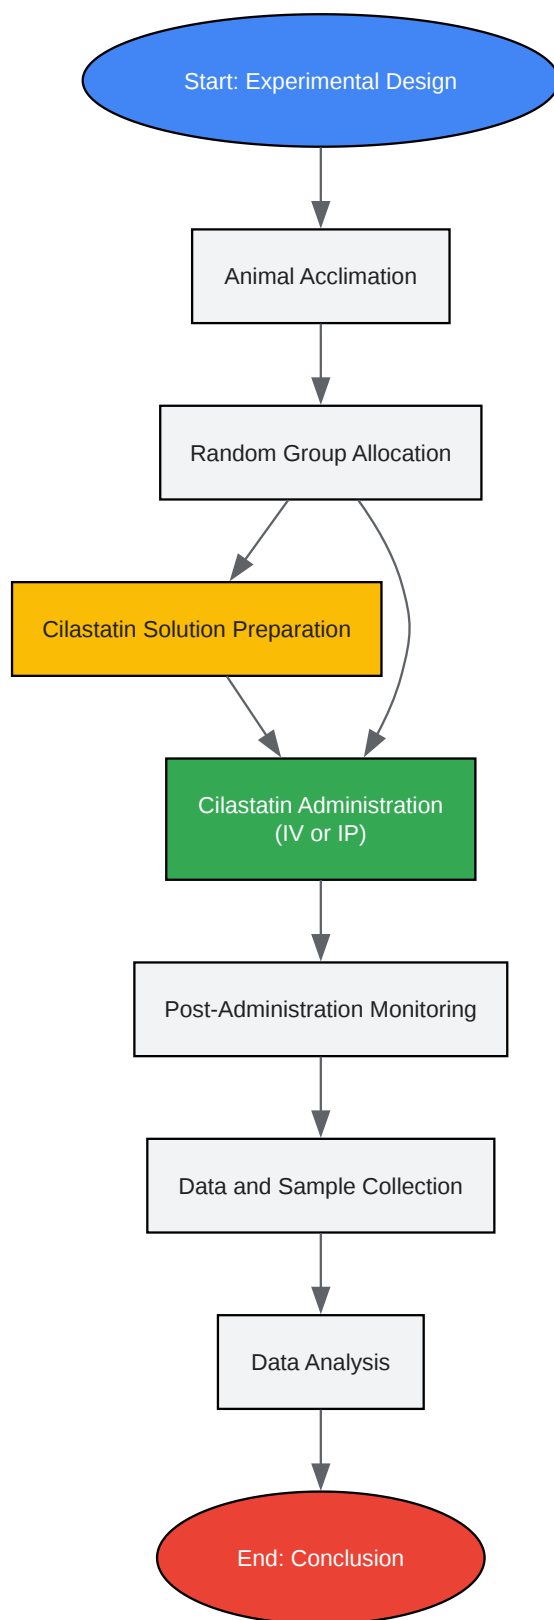 Start: Experimental Design
Animal Acclimation
Random Group Allocation
Cilastatin Solution Preparation
Cilastatin Administration
(IV or IP)
Post-Administration Monitoring
Data and Sample Collection
Data Analysis
End: Conclusion